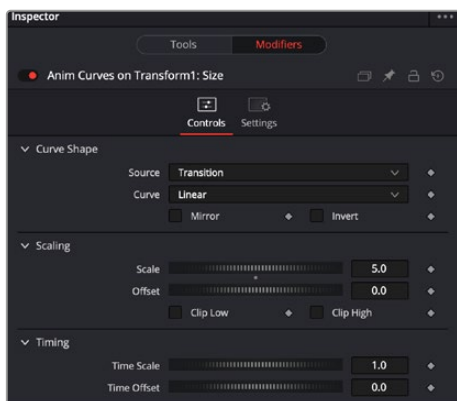 Inspector
Tools Modifiers
Anim Curves on Transform1: Size
Controls Settings
Curve Shape
Source Transition
Curve Linear
Mirror Invert
Scaling
Scale 5.0
Offset 0.0
Clip Low Clip High
Timing
Time Scale 1.0
Time Offset 0.0